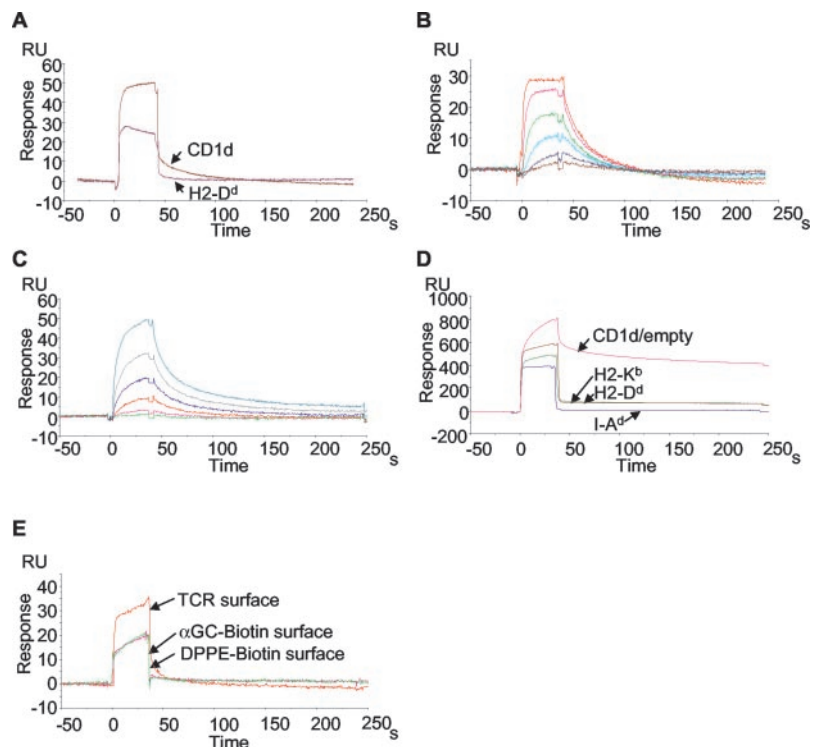 A
RU
60
50
40
30
20
10
0
-10
Response
CD1d
H2-Dd
-50 0 50 100 150 200 250 s
Time
B
RU
30
20
10
0
-10
Response
-50 0 50 100 150 200 250 s
Time
C
RU
60
50
40
30
20
10
0
-10
Response
-50 0 50 100 150 200 250 s
Time
D
RU
1000
800
600
400
200
0
-200
Response
CD1d/empty
H2-Kb
H2-Dd
I-Ad
-50 0 50 100 150 200 250 s
Time
E
RU
40
30
20
10
0
-10
Response
TCR surface
αGC-Biotin surface
DPPE-Biotin surface
-50 0 50 100 150 200 250 s
Time